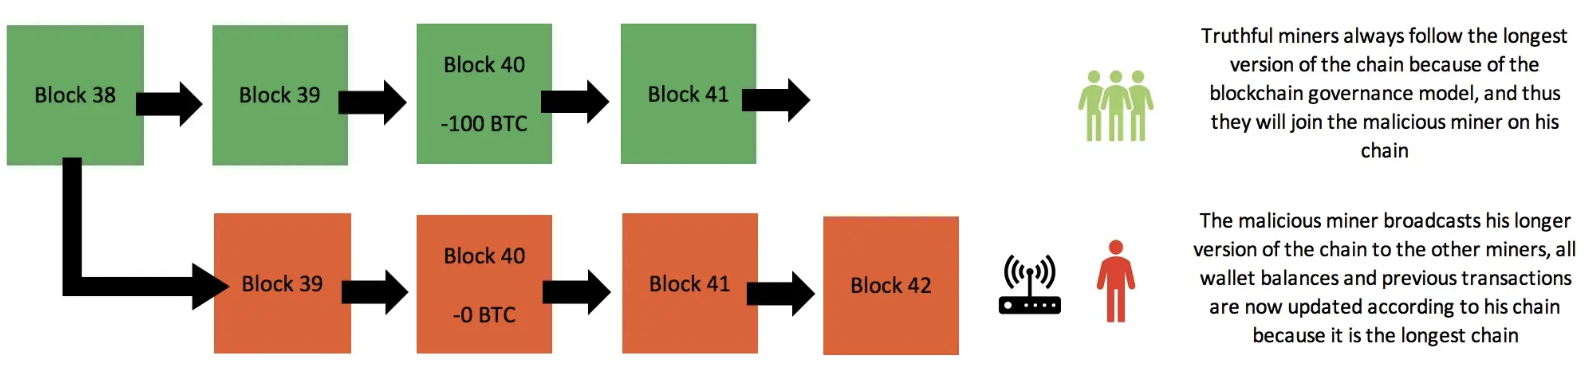 Block 38
Block 39
Block 40
-100 BTC
Block 41
Truthful miners always follow the longest
version of the chain because of the
blockchain governance model, and thus
they will join the malicious miner on his
chain
Block 39
Block 40
-0 BTC
Block 41
Block 42
The malicious miner broadcasts his longer
version of the chain to the other miners, all
wallet balances and previous transactions
are now updated according to his chain
because it is the longest chain